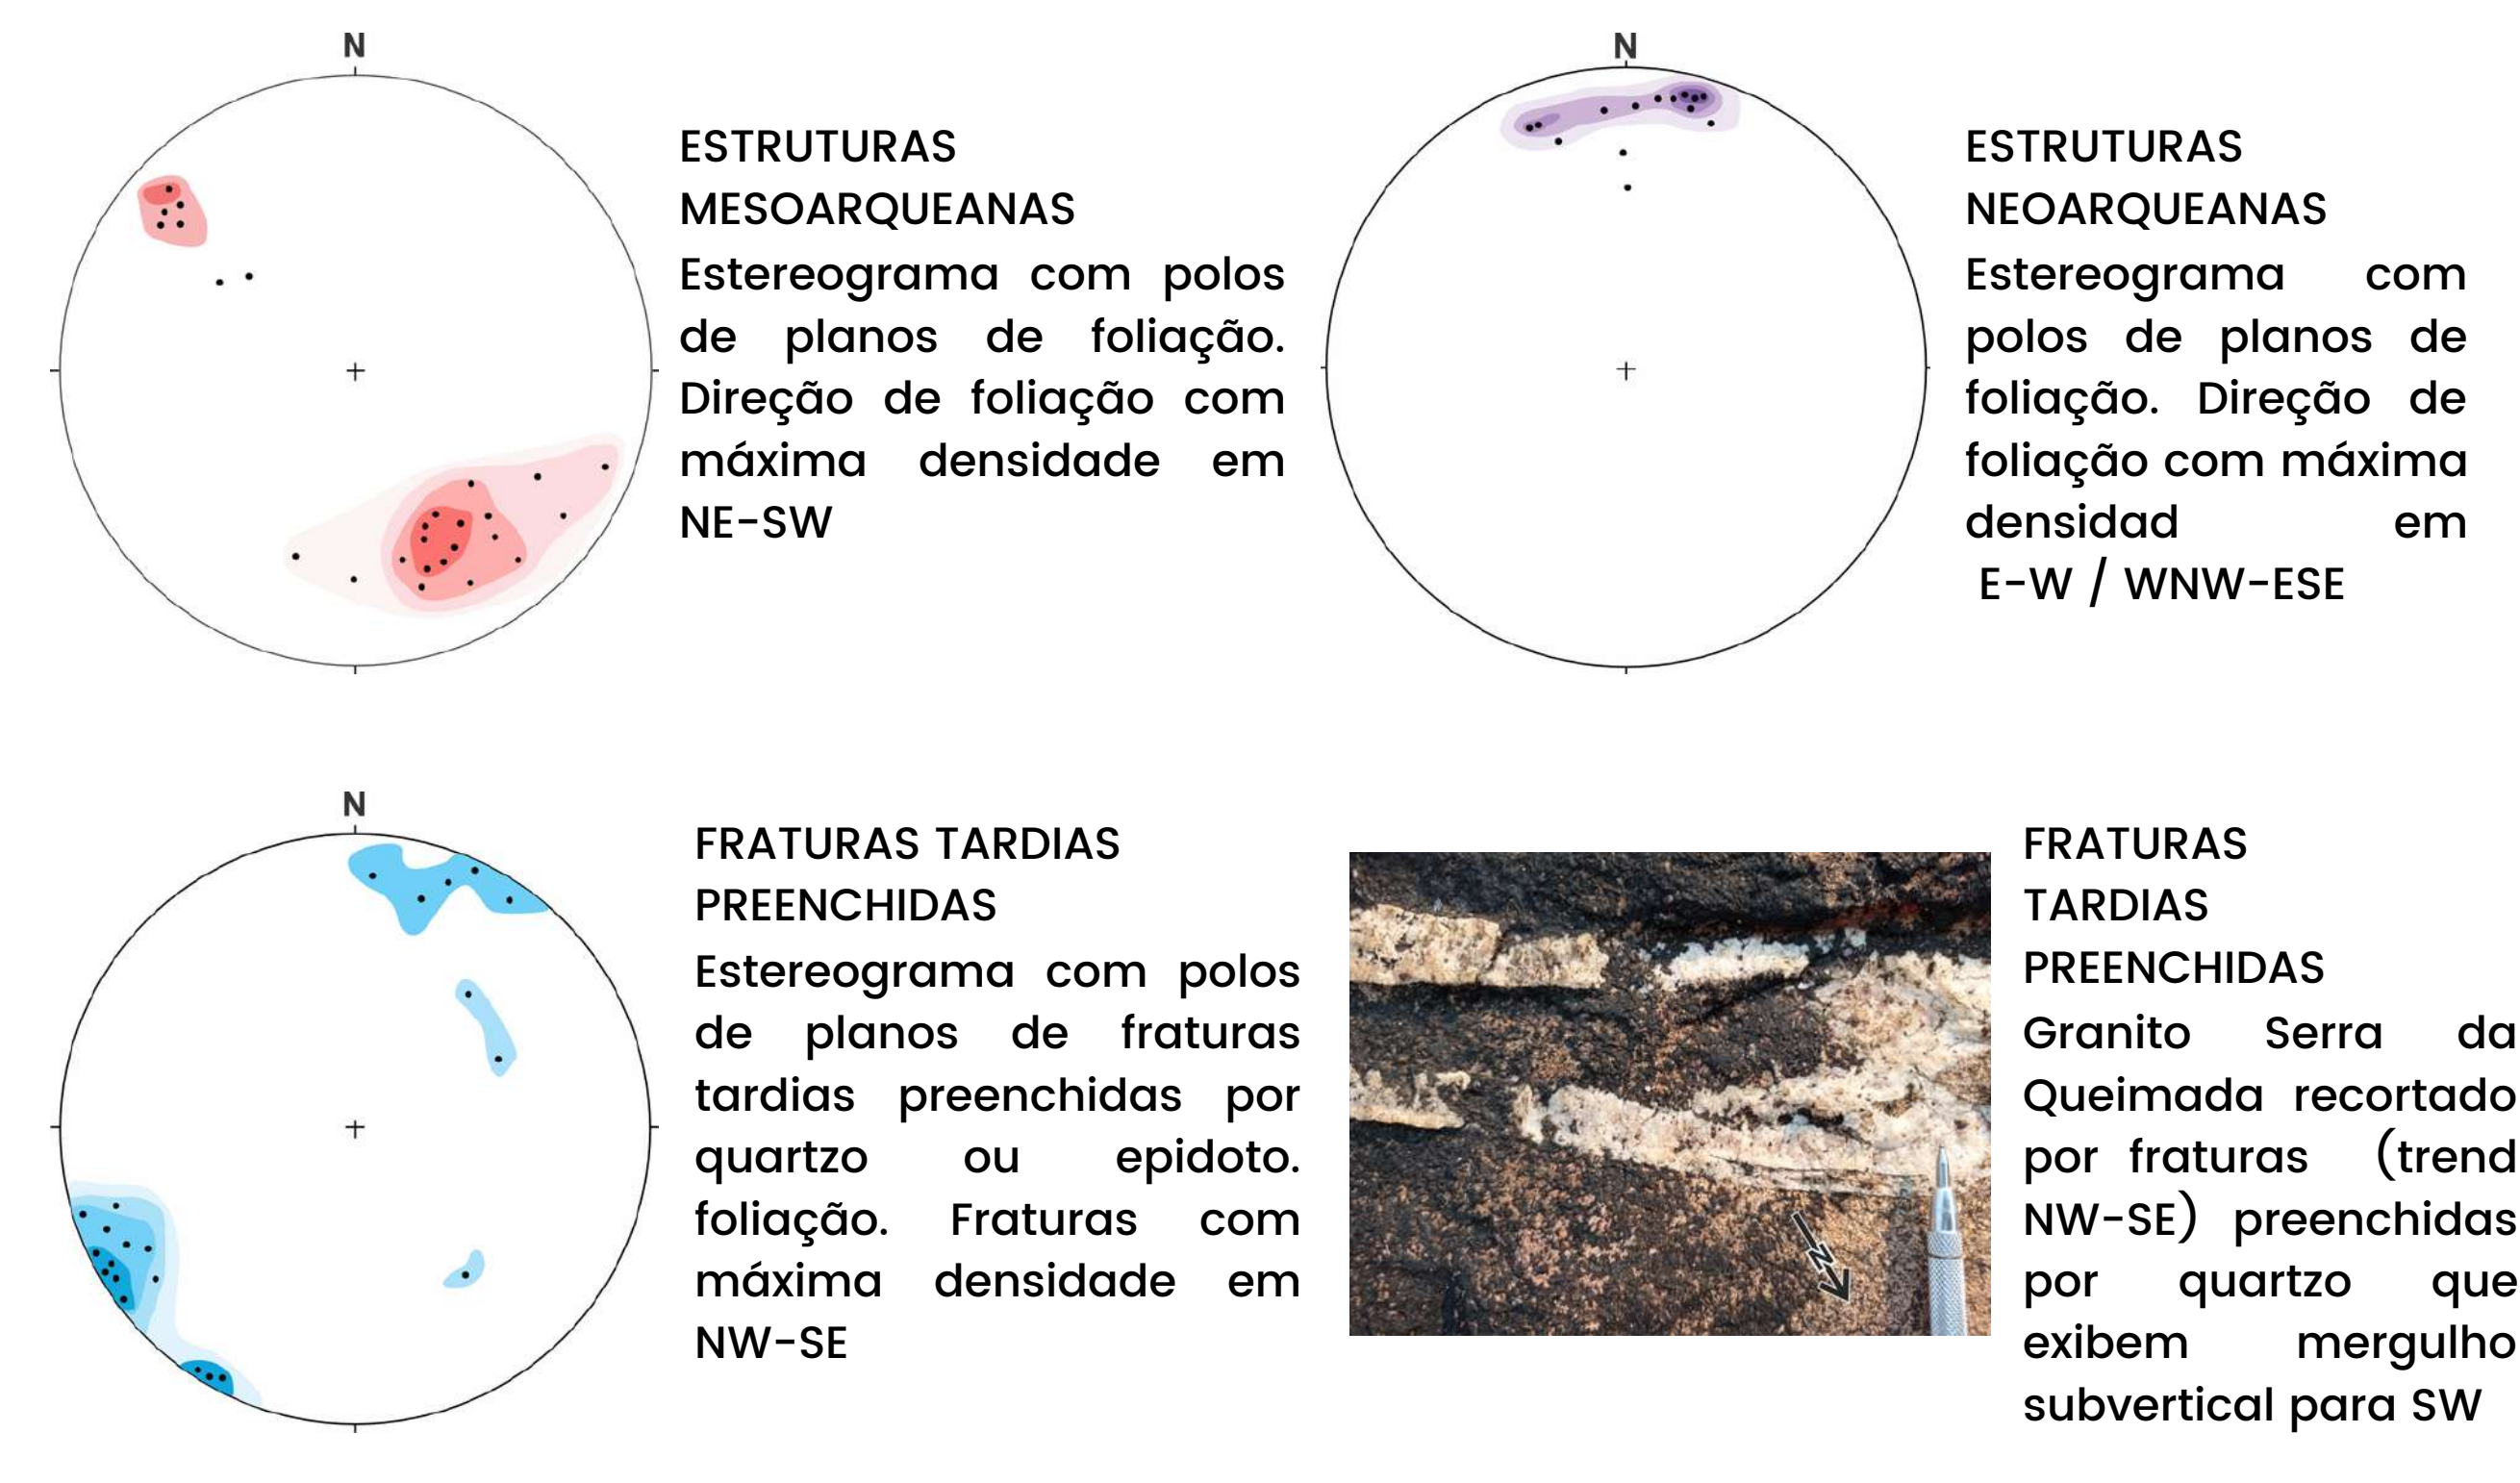 N
ESTRUTURAS
MESOARQUEANAS
Estereograma com polos
de planos de foliação.
Direção de foliação com
máxima densidade em
NE-SW
N
ESTRUTURAS
NEOARQUEANAS
Estereograma com
polos de planos de
foliação. Direção de
foliação com máxima
densidad em
E-W / WNW-ESE
N
FRATURAS TARDIAS
PREENCHIDAS
Estereograma com polos
de planos de fraturas
tardias preenchidas por
quartzo ou epidoto.
foliação. Fraturas com
máxima densidade em
NW-SE
N
FRATURAS
TARDIAS
PREENCHIDAS
Granito Serra da
Queimada recortado
por fraturas (trend
NW-SE) preenchidas
por quartzo que
exibem mergulho
subvertical para SW